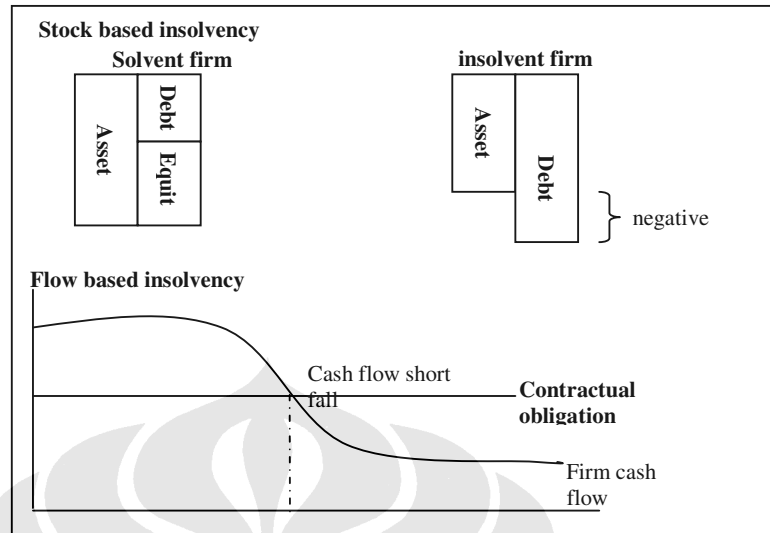 Stock based insolvency
Solvent firm
insolvent firm
Asset
Debt
Equit
Asset
Debt
negative
Flow based insolvency
Cash flow short
fall
Contractual
obligation
Firm cash
flow